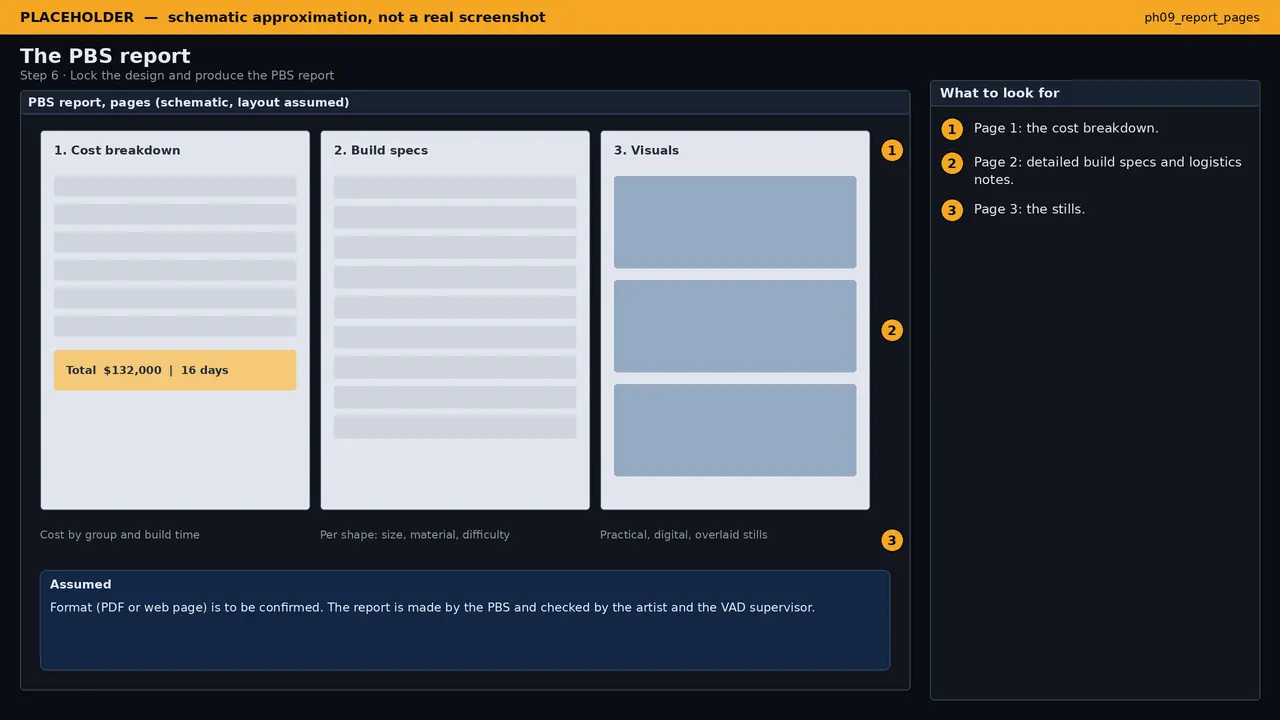 PLACEHOLDER — schematic approximation, not a real screenshot
ph09_report_pages
The PBS report
Step 6 · Lock the design and produce the PBS report
PBS report, pages (schematic, layout assumed)
1. Cost breakdown
2. Build specs
3. Visuals
1
Total $132,000 | 16 days
2
Cost by group and build time
Per shape: size, material, difficulty
Practical, digital, overlaid stills
3
Assumed
Format (PDF or web page) is to be confirmed. The report is made by the PBS and checked by the artist and the VAD supervisor.
What to look for
1 Page 1: the cost breakdown.
2 Page 2: detailed build specs and logistics
notes.
3 Page 3: the stills.